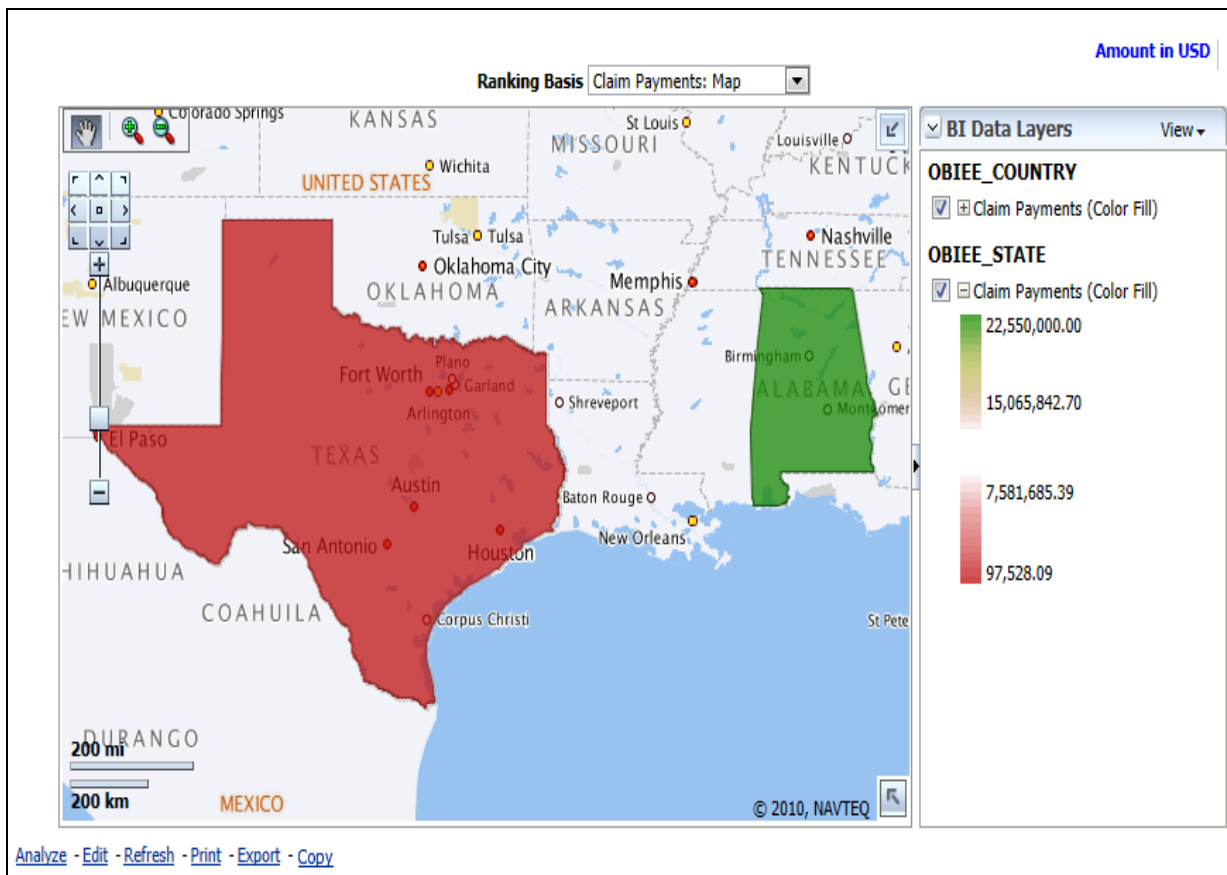 Amount in USD
Ranking Basis Claim Payments: Map
Colorado Springs
KANSAS
St Louis
MISSOURI
Louisville
KENTUCK
Wichita
UNITED STATES
Tulsa Tulsa
Nashville
TENNESSEE
Oklahoma City
Memphis
Albuquerque
OKLAHOMA
ARKANSAS
EW MEXICO
Birmingham
Plano
Fort Worth
Garland
ALABAMA
GE
Shreveport
Arlington
Montgomer
El Paso
TEXAS
Austin
Baton Rouge
New Orleans
San Antonio
Houston
HIHUAHUA
COAHUILA
Corpus Christi
St Pete
DURANGO
200 mi
200 km
MEXICO
© 2010, NAVTEQ
BI Data Layers View
OBIEE_COUNTRY
Claim Payments (Color Fill)
OBIEE_STATE
Claim Payments (Color Fill)
22,550,000.00
15,065,842.70
7,581,685.39
97,528.09
Analyze - Edit - Refresh - Print - Export - Copy